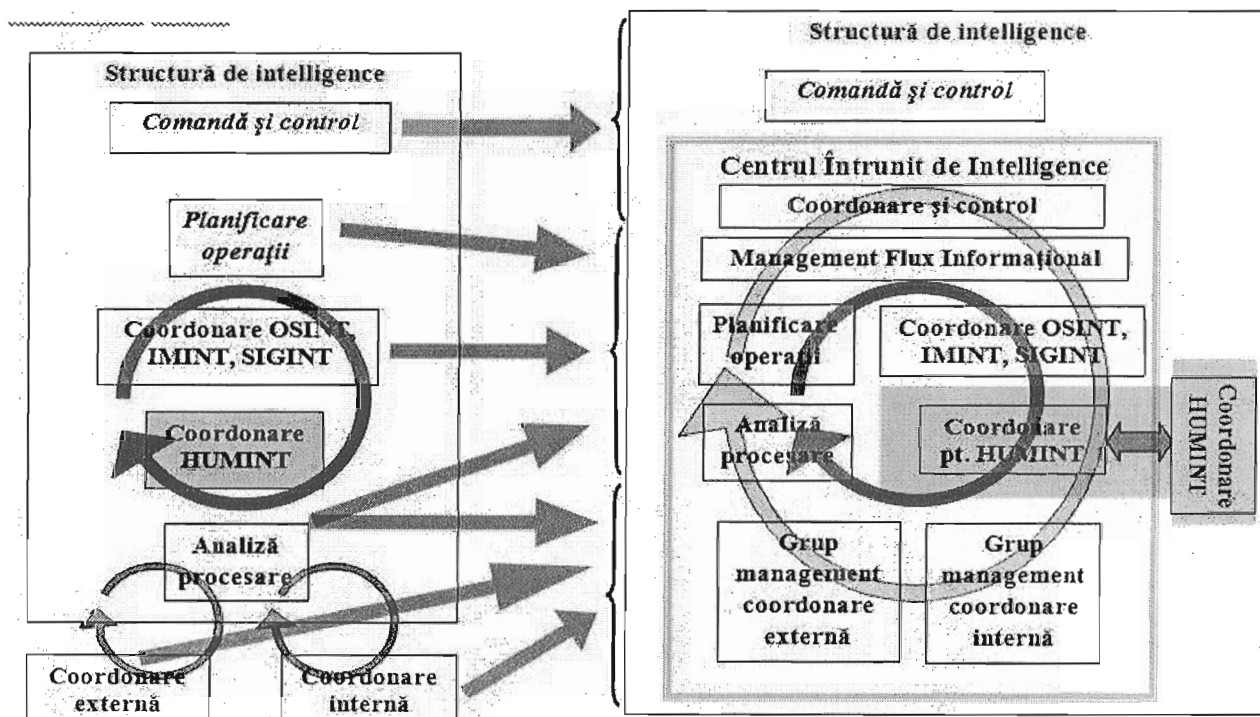 Structură de intelligence
Comandă şi control
Planificare
operaţii
Coordonare OSINT,
IMINT, SIGINT
Coordonare
HUMINT
Analiză
procesare
Coordonare
externă
Coordonare
internă
Structură de intelligence
Comandă şi control
Centrul Întrunit de Intelligence
Coordonare şi control
Management Flux Informaţional
Planificare
operaţii
Coordonare OSINT,
IMINT, SIGINT
Analiză
procesare
Coordonare
pt. HUMINT
Grup
management
coordonare
externă
Grup
management
coordonare
internă
Coordonare
HUMINT